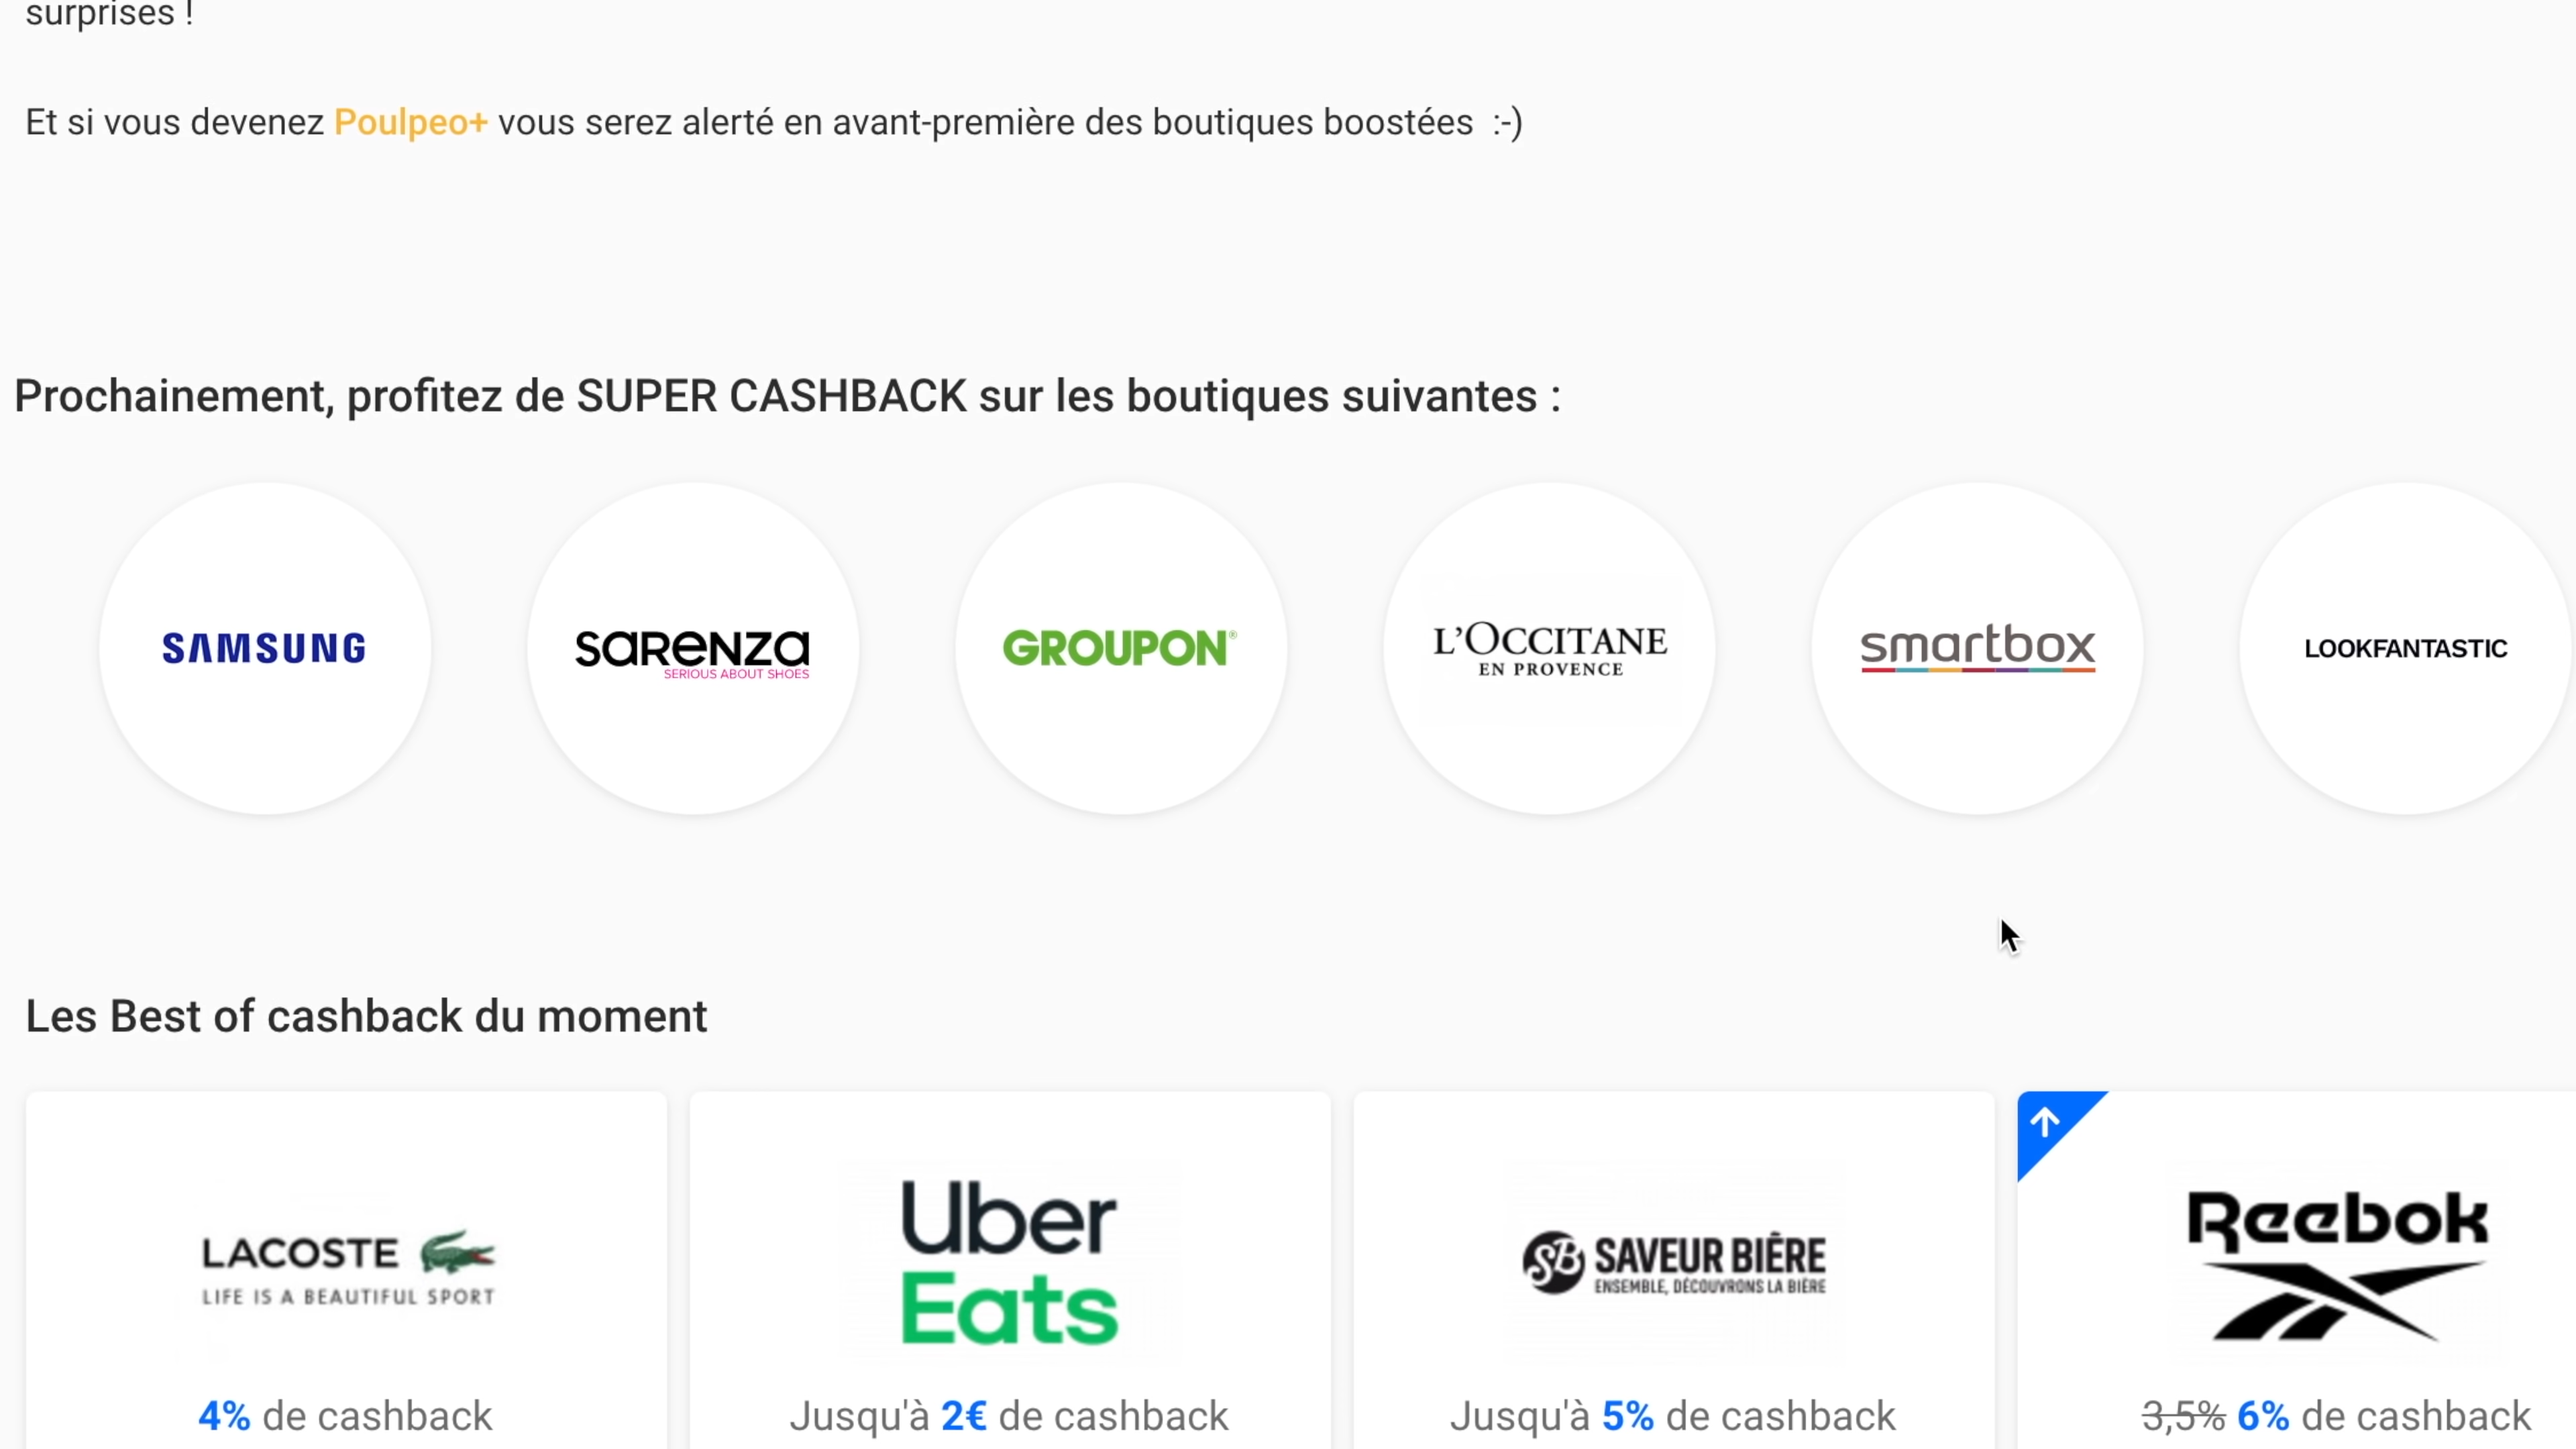 surprises !
Et si vous devenez Poulpeo+ vous serez alerté en avant-première des boutiques boostées :-)
Prochainement, profitez de SUPER CASHBACK sur les boutiques suivantes :
SAMSUNG
SARENZA
SERIOUS ABOUT SHOES
GROUPON®
L'OCCITANE
EN PROVENCE
smartbox
LOOKFANTASTIC
Les Best of cashback du moment
LACOSTE
LIFE IS A BEAUTIFUL SPORT
4% de cashback
Uber
Eats
Jusqu'à 2€ de cashback
SB SAVEUR BIÈRE
ENSEMBLE, DÉCOUVRONS LA BIÈRE
Jusqu'à 5% de cashback
Reebok
3,5% 6% de cashback